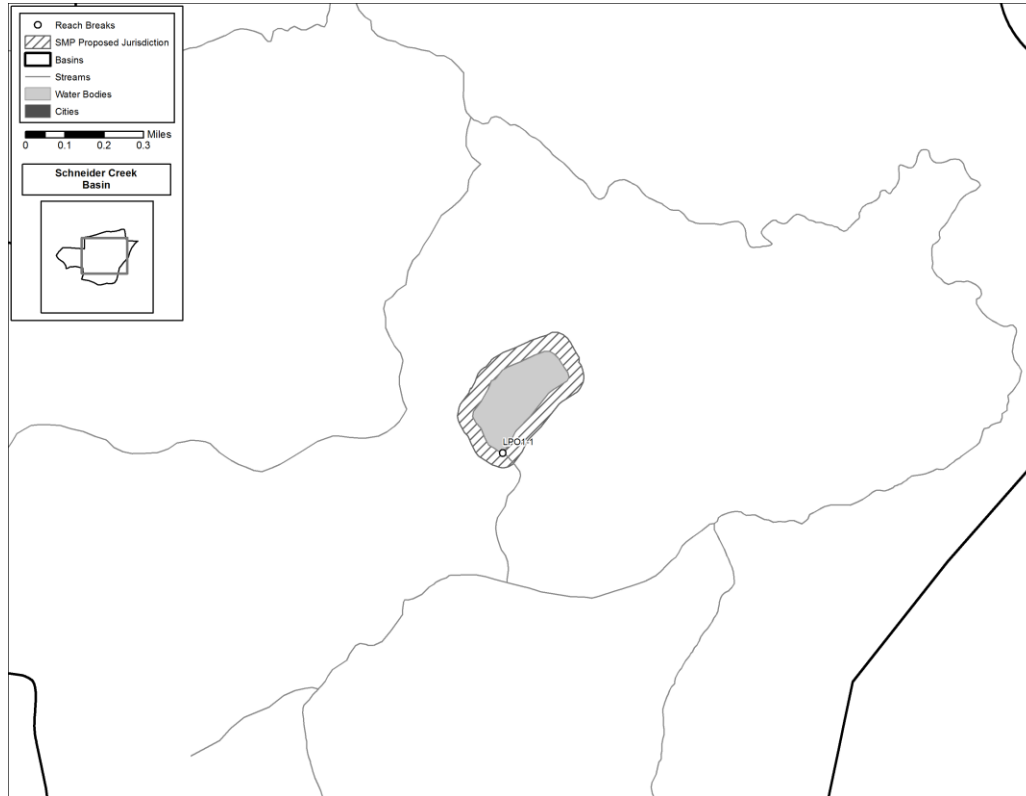 Reach Breaks
SMP Proposed Jurisdiction
Basins
Streams
Water Bodies
Cities
Miles
0 0.1 0.2 0.3
Schneider Creek
Basin
LPO1-1